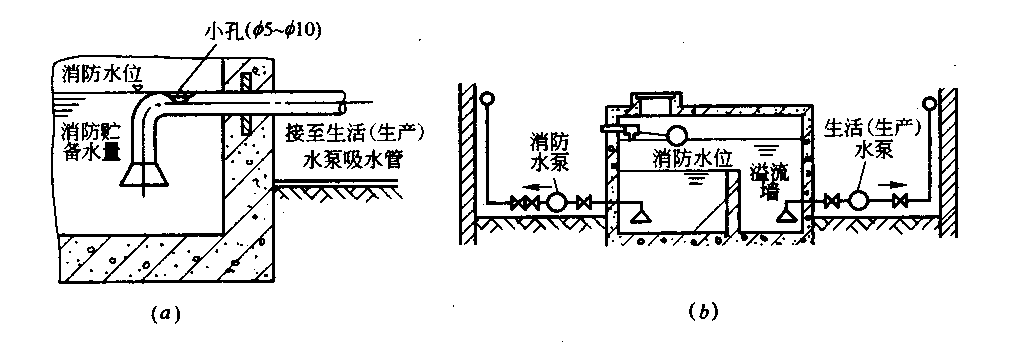 小孔(ϕ5~ϕ10)
消防水位
消防贮
备水量
接至生活(生产)
水泵吸水管
(a)
消防
水泵
消防水位
溢流
墙
生活(生产)
水泵
(b)